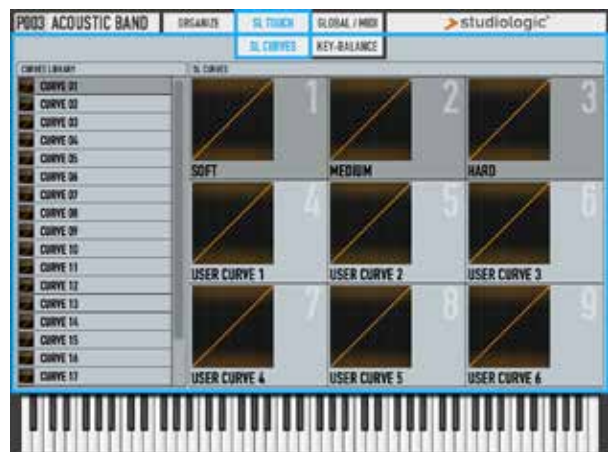 P003 ACOUSTIC BAND
ORGANIZE
SL TOUCH
GLOBAL / MIDI
studiologic
SL CURVES
KEY-BALANCE
CURVES LIBRARY
SL CURVES
CURVE 01
CURVE 02
CURVE 03
CURVE 04
CURVE 05
CURVE 06
CURVE 07
CURVE 08
CURVE 09
CURVE 10
CURVE 11
CURVE 12
CURVE 13
CURVE 14
CURVE 15
CURVE 16
CURVE 17
1
SOFT
2
MEDIUM
3
HARD
4
USER CURVE 1
5
USER CURVE 2
6
USER CURVE 3
7
USER CURVE 4
8
USER CURVE 5
9
USER CURVE 6